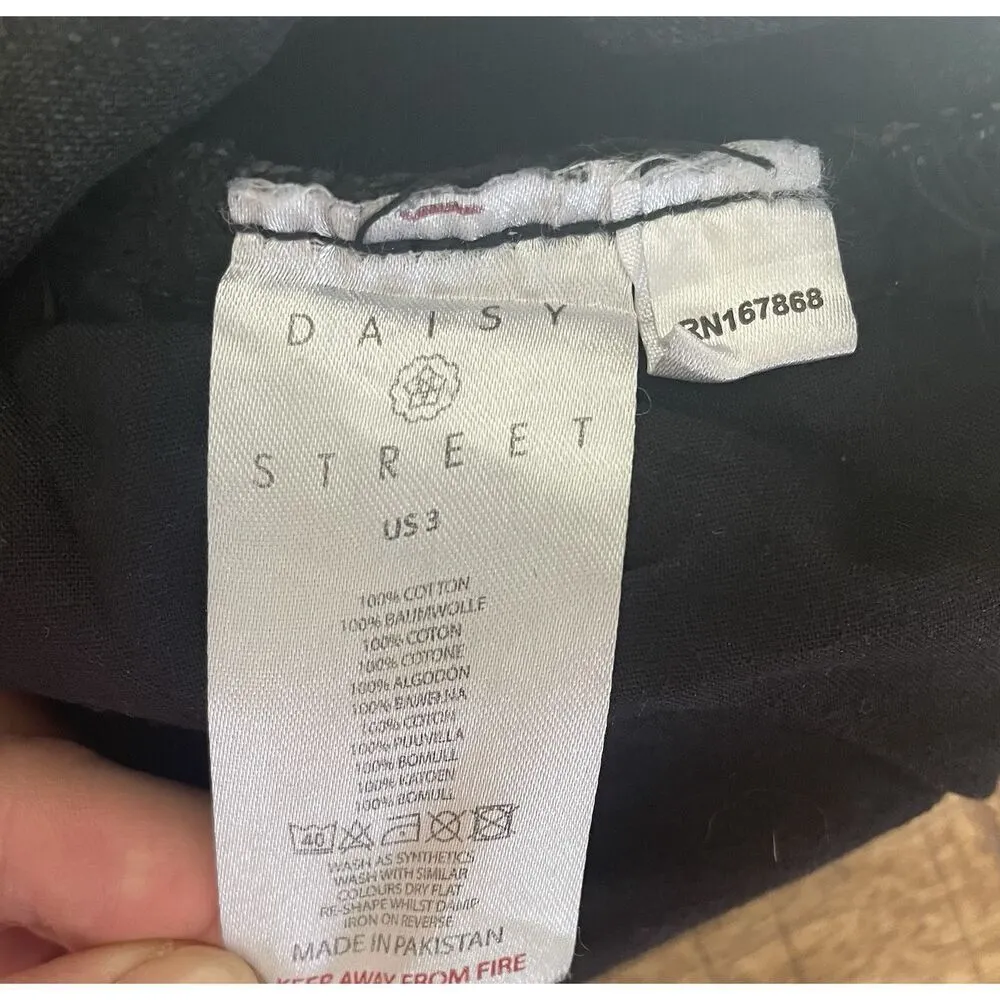 DAISY
STREET
US 3
100% COTTON
100% BAUMWOLLE
100% COTON
100% COTONE
100% ALGODON
100% BAWELNA
100% COTON
100% PUUVILLA
100% BOMULL
100% KATOEN
100% BOMULL
40
WASH AS SYNTHETICS
WASH WITH SIMILAR
COLOURS DRY FLAT
RE-SHAPE WHILST DAMP
IRON ON REVERSE
MADE IN PAKISTAN
KEEP AWAY FROM FIRE
RN167868